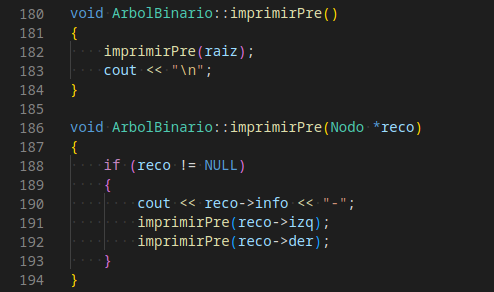 180 void ArbolBinario::imprimirPre()
181 {
182     imprimirPre(raiz);
183     cout << "\n";
184 }
185
186 void ArbolBinario::imprimirPre(Nodo *reco)
187 {
188     if (reco != NULL)
189     {
190         cout << reco->info << "-";
191         imprimirPre(reco->izq);
192         imprimirPre(reco->der);
193     }
194 }